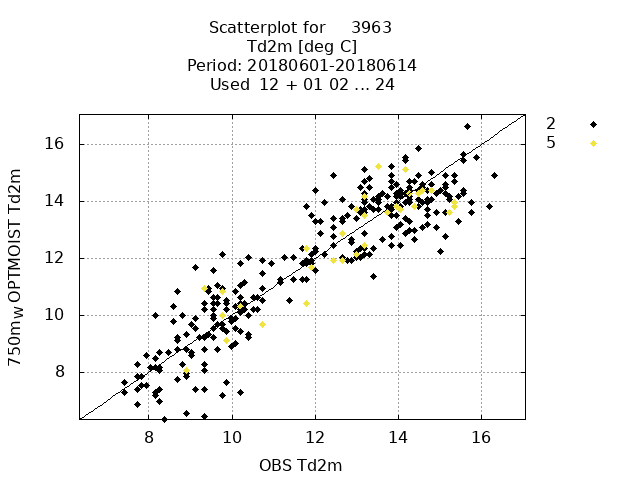 Scatterplot for 3963
Td2m [deg C]
Period: 20180601-20180614
Used 12 + 01 02 ... 24
2
5
750mw OPTMOIST Td2m
16
14
12
10
8
8 10 12 14 16
OBS Td2m